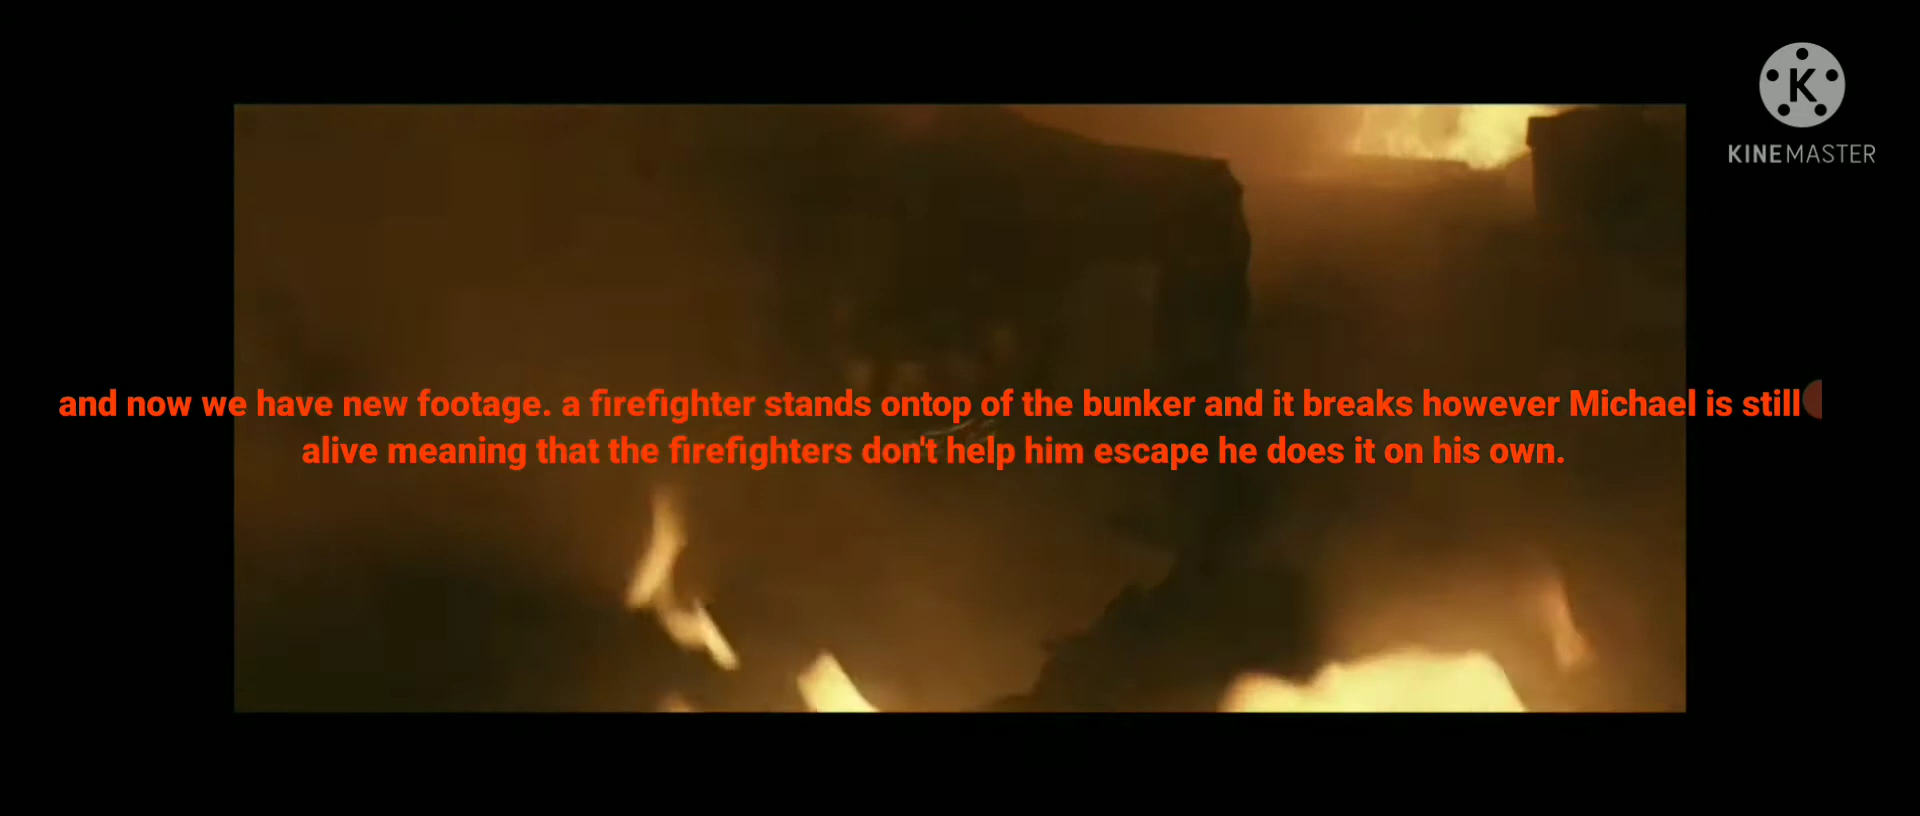 K
KINEMASTER
and now we have new footage. a firefighter stands ontop of the bunker and it breaks however Michael is still
alive meaning that the firefighters don't help him escape he does it on his own.